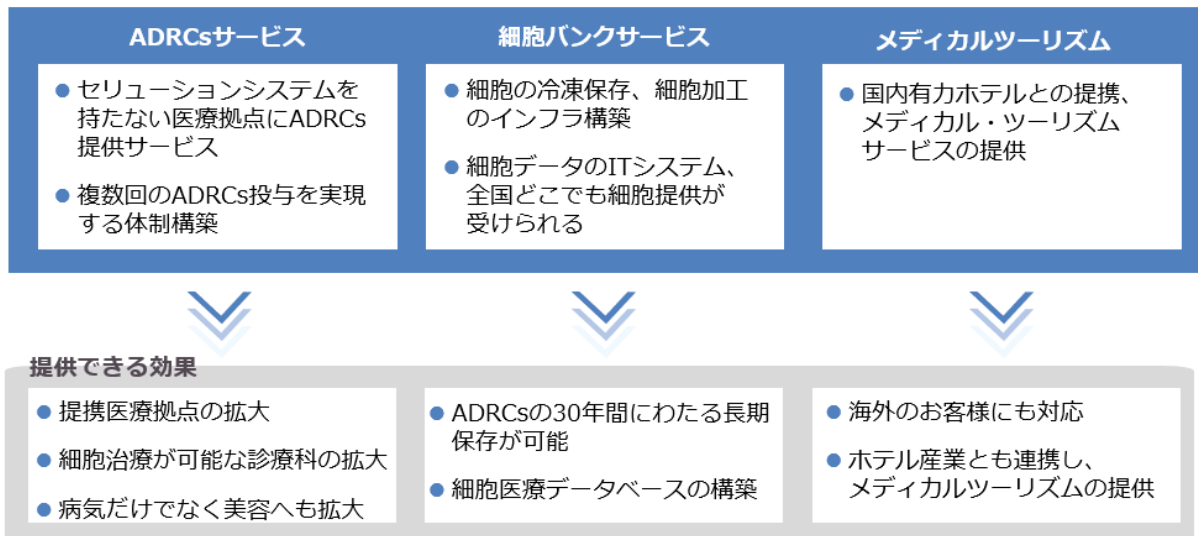 ADRCsサービス
● セリューションシステムを
持たない医療拠点にADRCs
提供サービス
● 複数回のADRCs投与を実現
する体制構築
細胞バンクサービス
● 細胞の冷凍保存、細胞加工
のインフラ構築
● 細胞データのITシステム、
全国どこでも細胞提供が
受けられる
メディカルツーリズム
● 国内有力ホテルとの提携、
メディカル・ツーリズム
サービスの提供
提供できる効果
● 提携医療拠点の拡大
● 細胞治療が可能な診療科の拡大
● 病気だけでなく美容へも拡大
● ADRCsの30年間にわたる長期
保存が可能
● 細胞医療データベースの構築
● 海外のお客様にも対応
● ホテル産業とも連携し、
メディカルツーリズムの提供